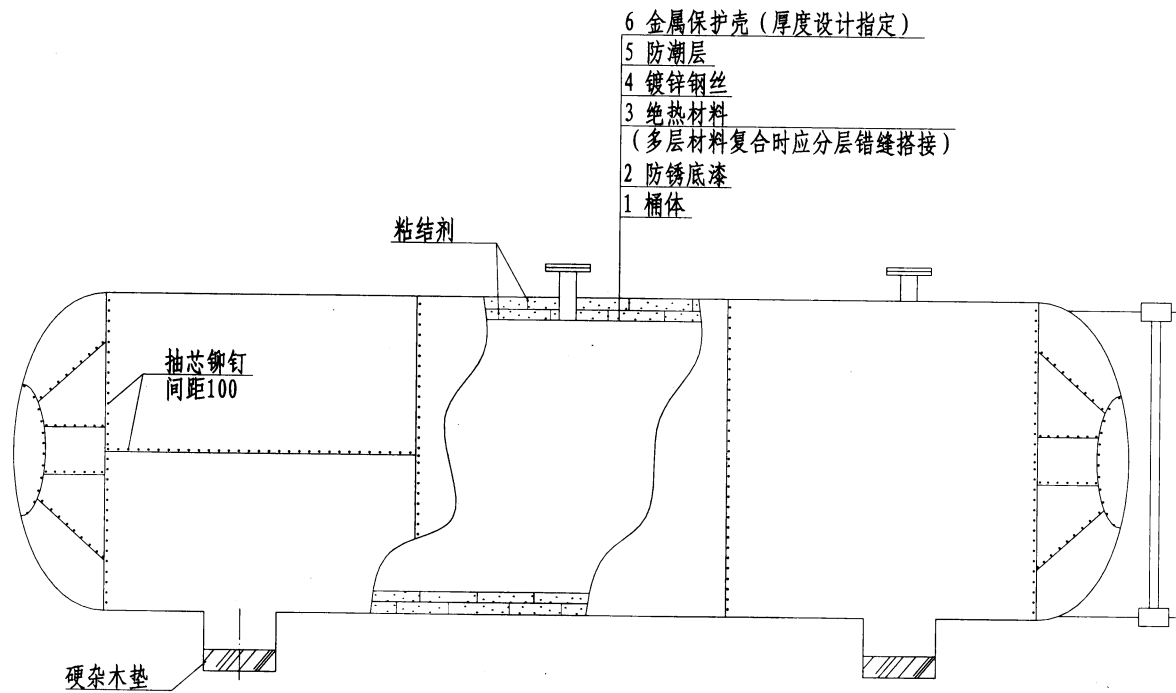 6 金属保护壳（厚度设计指定）
5 防潮层
4 镀锌钢丝
3 绝热材料
（多层材料复合时应分层错缝搭接）
2 防锈底漆
1 桶体
粘结剂
抽芯铆钉
间距100
硬杂木垫